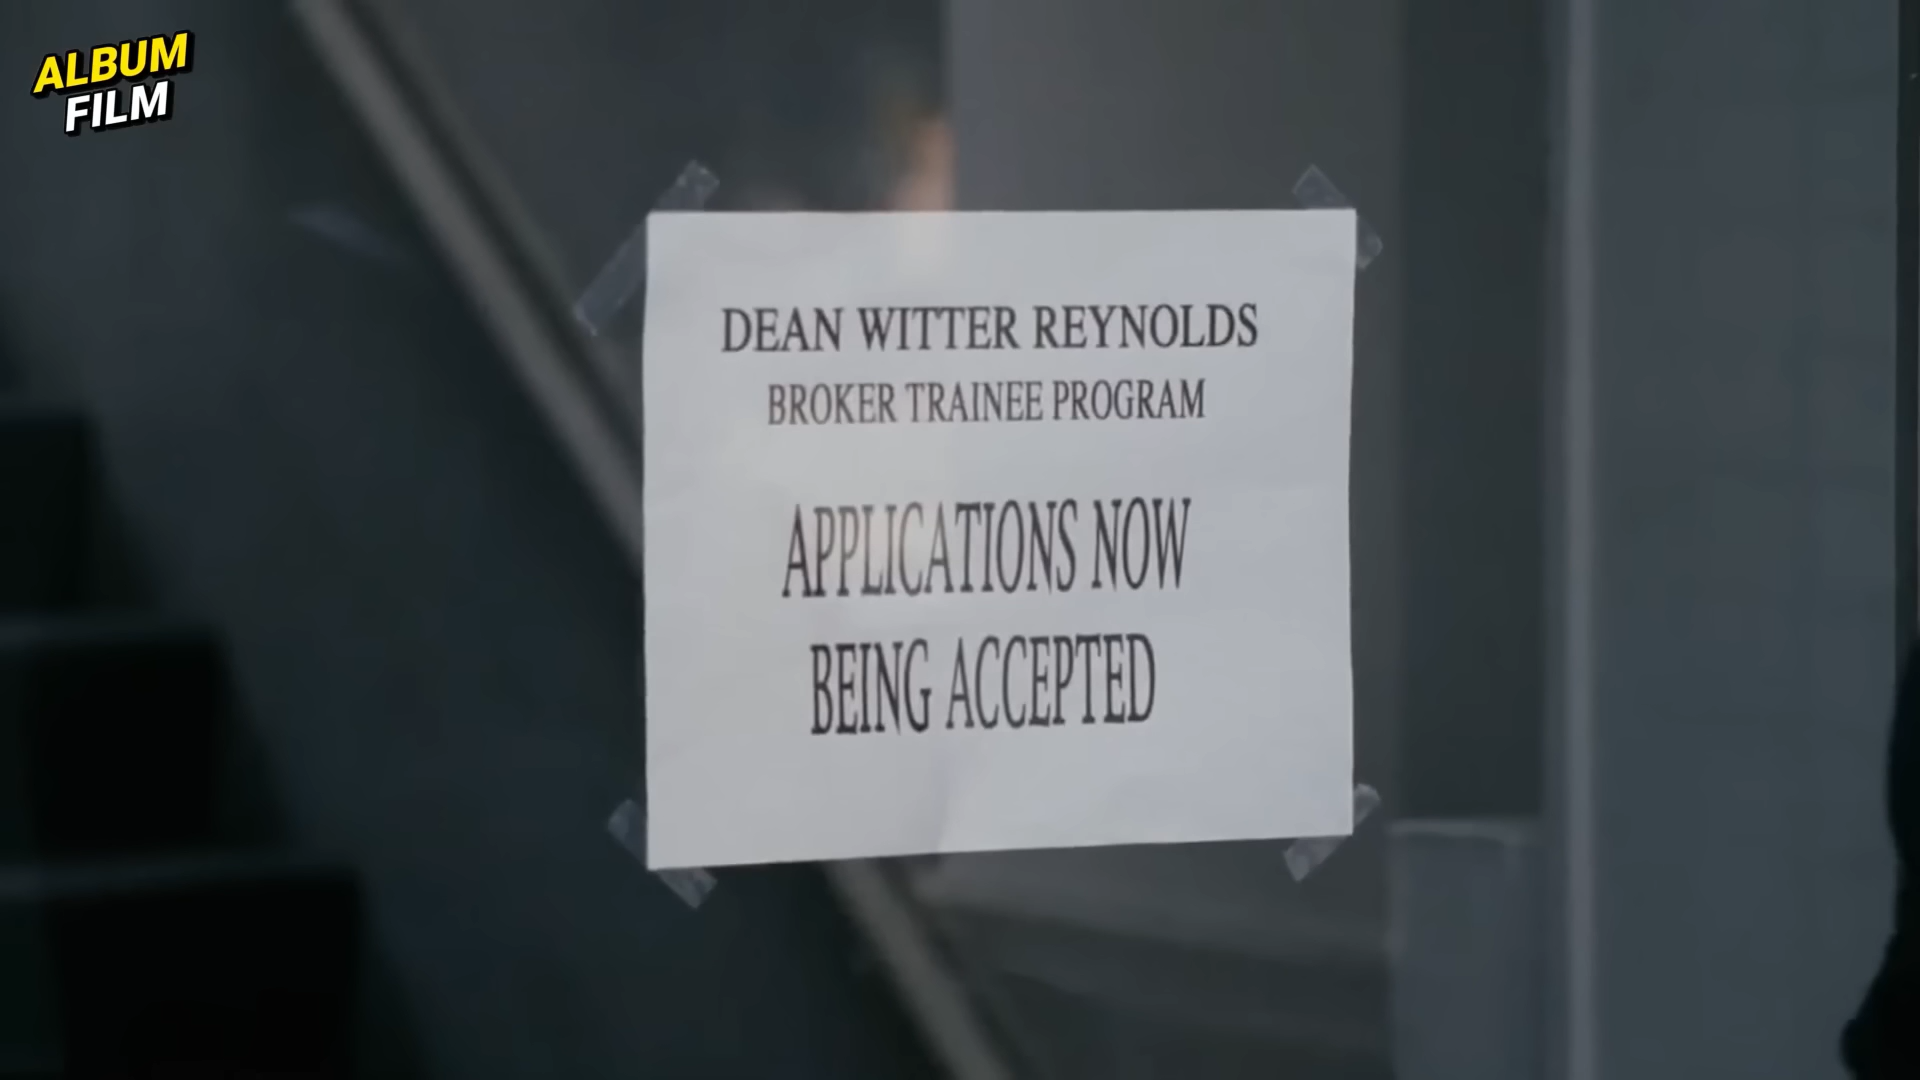 ALBUM
FILM
DEAN WITTER REYNOLDS
BROKER TRAINEE PROGRAM
APPLICATIONS NOW
BEING ACCEPTED